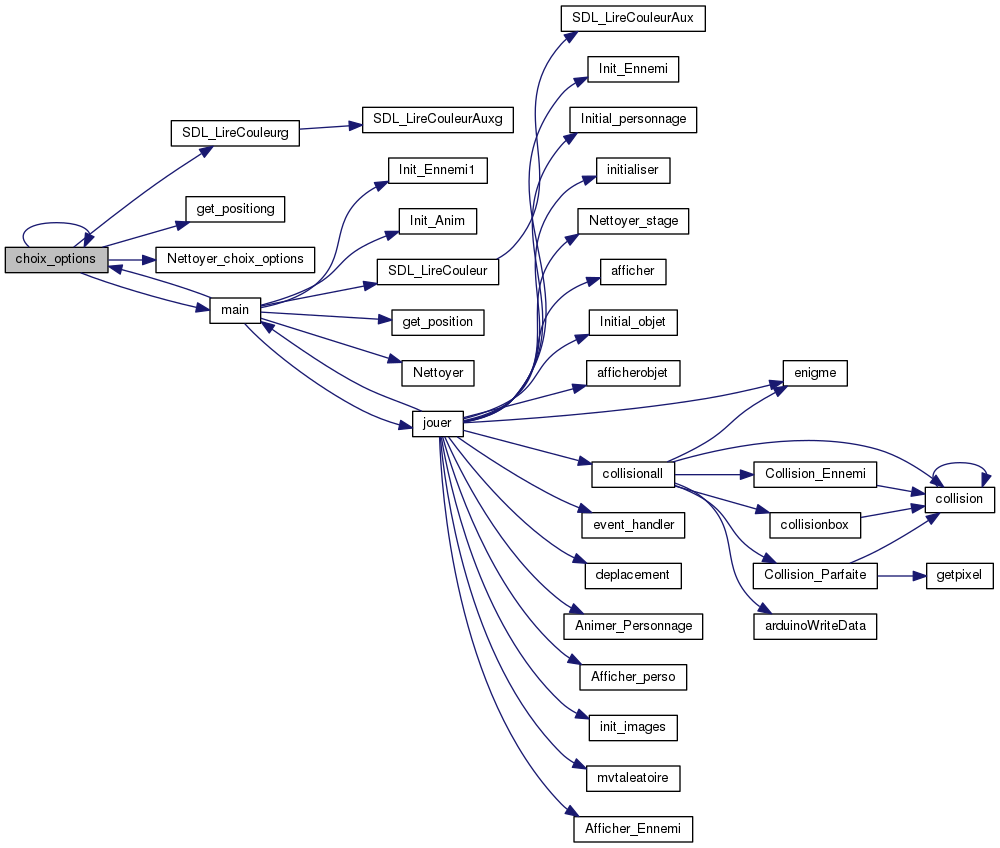 SDL_LireCouleurAux
Init_Ennemi
SDL_LireCouleurAuxg
Initial_personnage
SDL_LireCouleurg
Init_Ennemi1
initialiser
get_positiong
Init_Anim
Nettoyer_stage
choix_options
Nettoyer_choix_options
SDL_LireCouleur
afficher
main
get_position
Initial_objet
Nettoyer
afficherobjet
enigme
jouer
collisionall
Collision_Ennemi
collision
event_handler
collisionbox
deplacement
Collision_Parfaite
getpixel
Animer_Personnage
arduinoWriteData
Afficher_perso
init_images
mvtaleatoire
Afficher_Ennemi